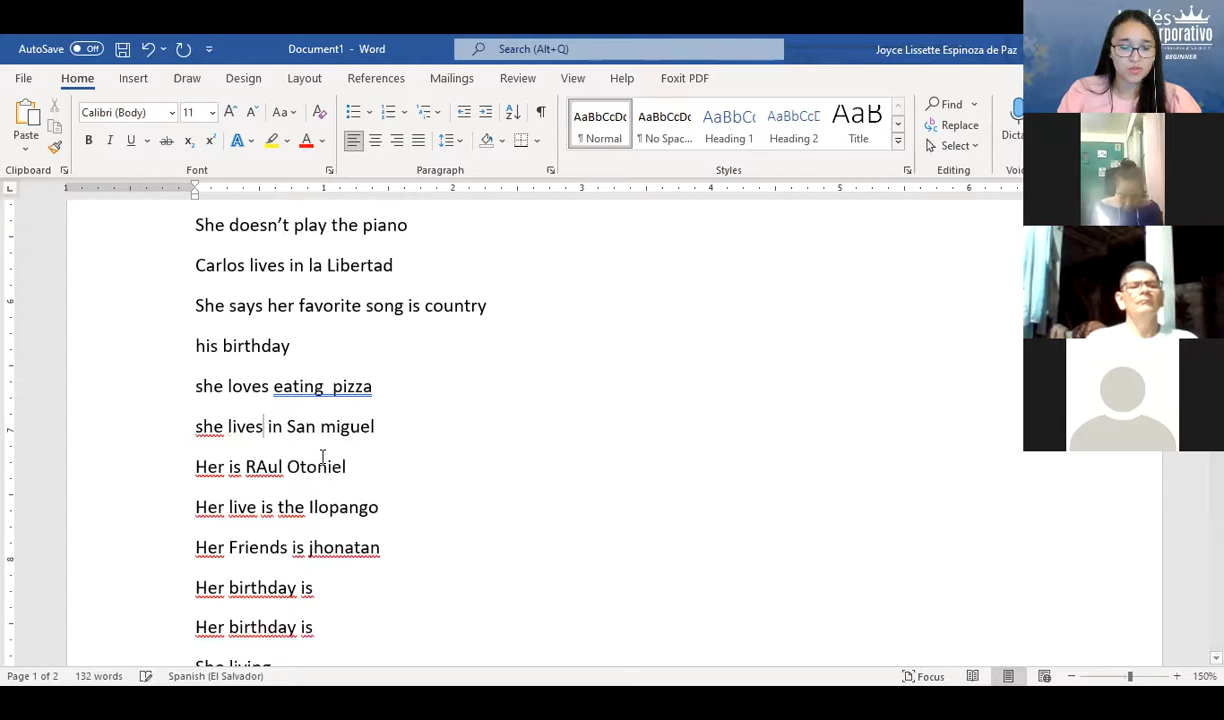 AutoSave Off Document1 - Word Search (Alt+Q) Joyce Lissette Espinoza de Paz
File Home Insert Draw Design Layout References Mailings Review View Help Foxit PDF
Paste Calibri (Body) 11 Aa AaBbCcDc AaBbCcDc AaBbCc AaBbCcD Find
Replace
Select
¶ Normal ¶ No Spac... Heading 1 Heading 2 Title
Clipboard Font Paragraph Styles Editing
BEGINNER
She doesn't play the piano
Carlos lives in la Libertad
She says her favorite song is country
his birthday
she loves eating  pizza
she lives in San miguel
Her is RAul Otoniel
Her live is the Ilopango
Her Friends is jhonatan
Her birthday is
Her birthday is
She living
Page 1 of 2 132 words Spanish (El Salvador) Focus 150%